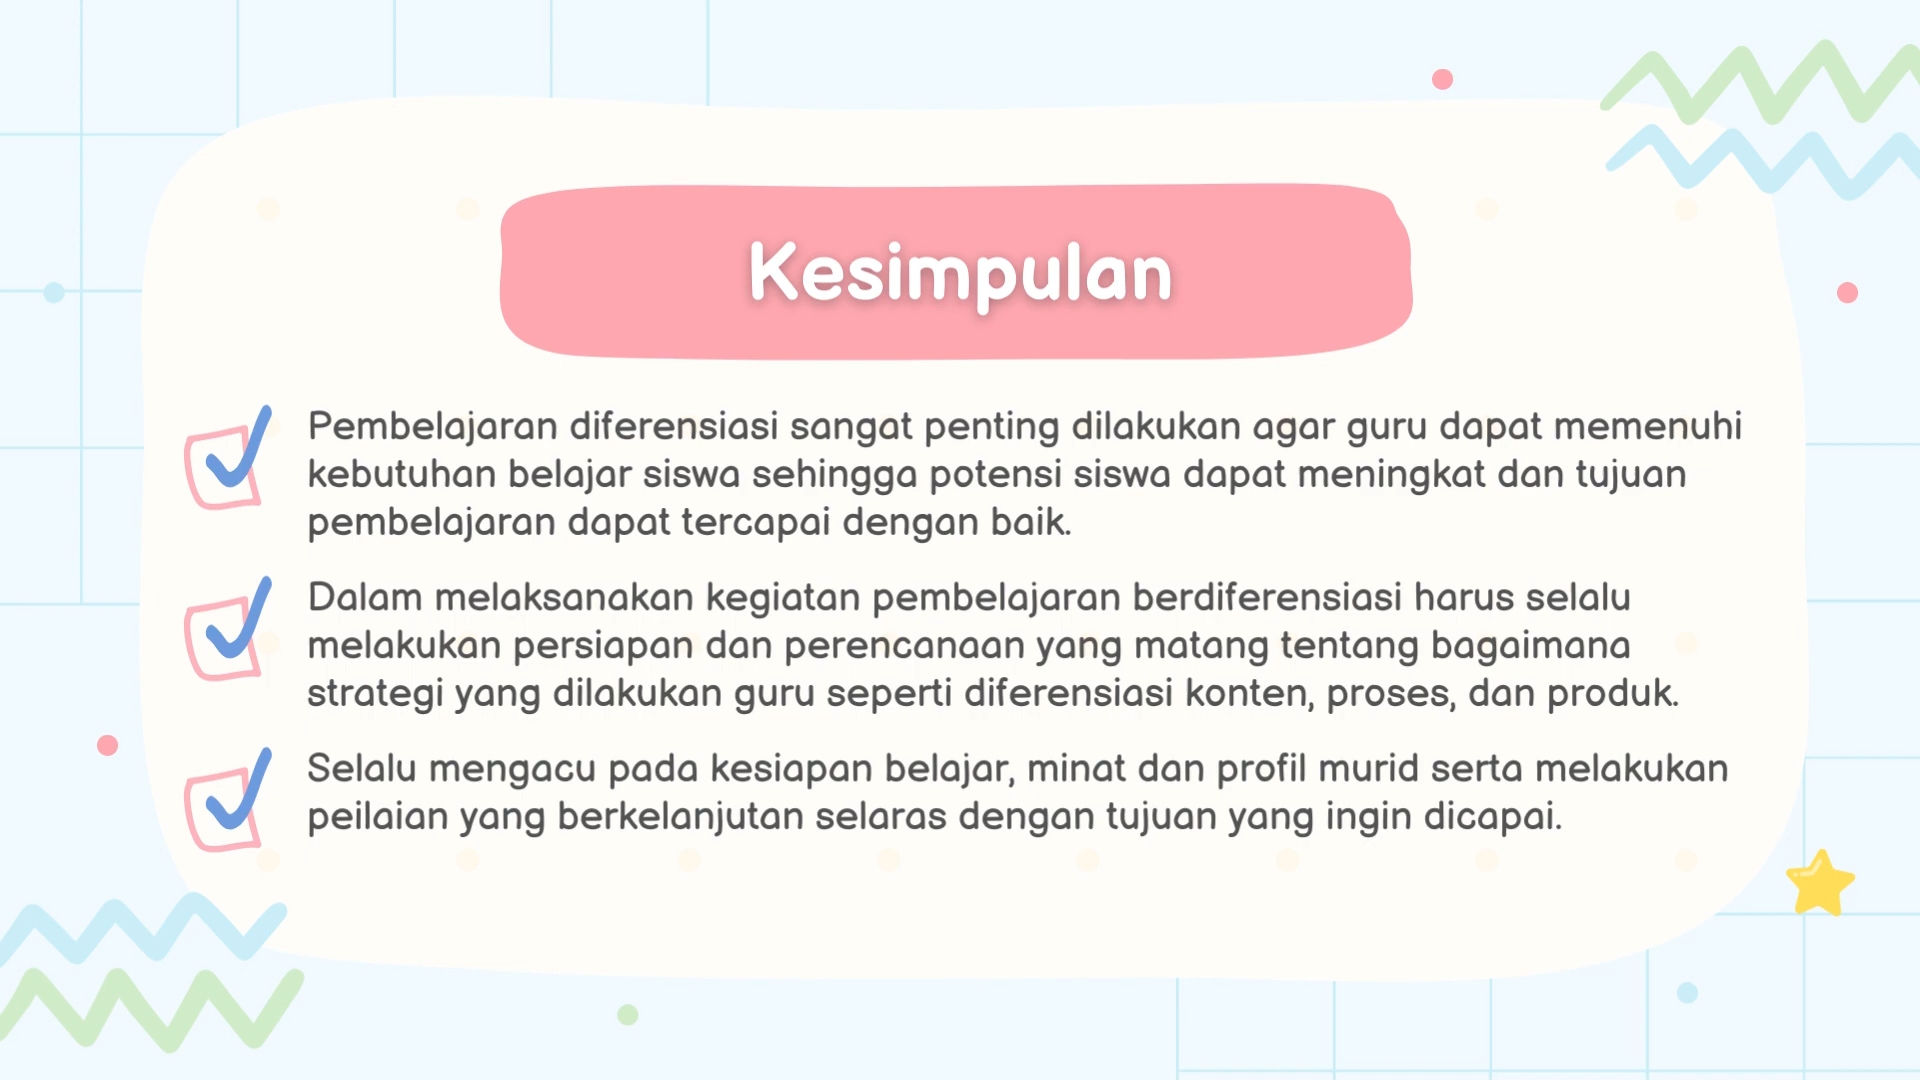 Kesimpulan
Pembelajaran diferensiasi sangat penting dilakukan agar guru dapat memenuhi
kebutuhan belajar siswa sehingga potensi siswa dapat meningkat dan tujuan
pembelajaran dapat tercapai dengan baik.
Dalam melaksanakan kegiatan pembelajaran berdiferensiasi harus selalu
melakukan persiapan dan perencanaan yang matang tentang bagaimana
strategi yang dilakukan guru seperti diferensiasi konten, proses, dan produk.
Selalu mengacu pada kesiapan belajar, minat dan profil murid serta melakukan
peilaian yang berkelanjutan selaras dengan tujuan yang ingin dicapai.